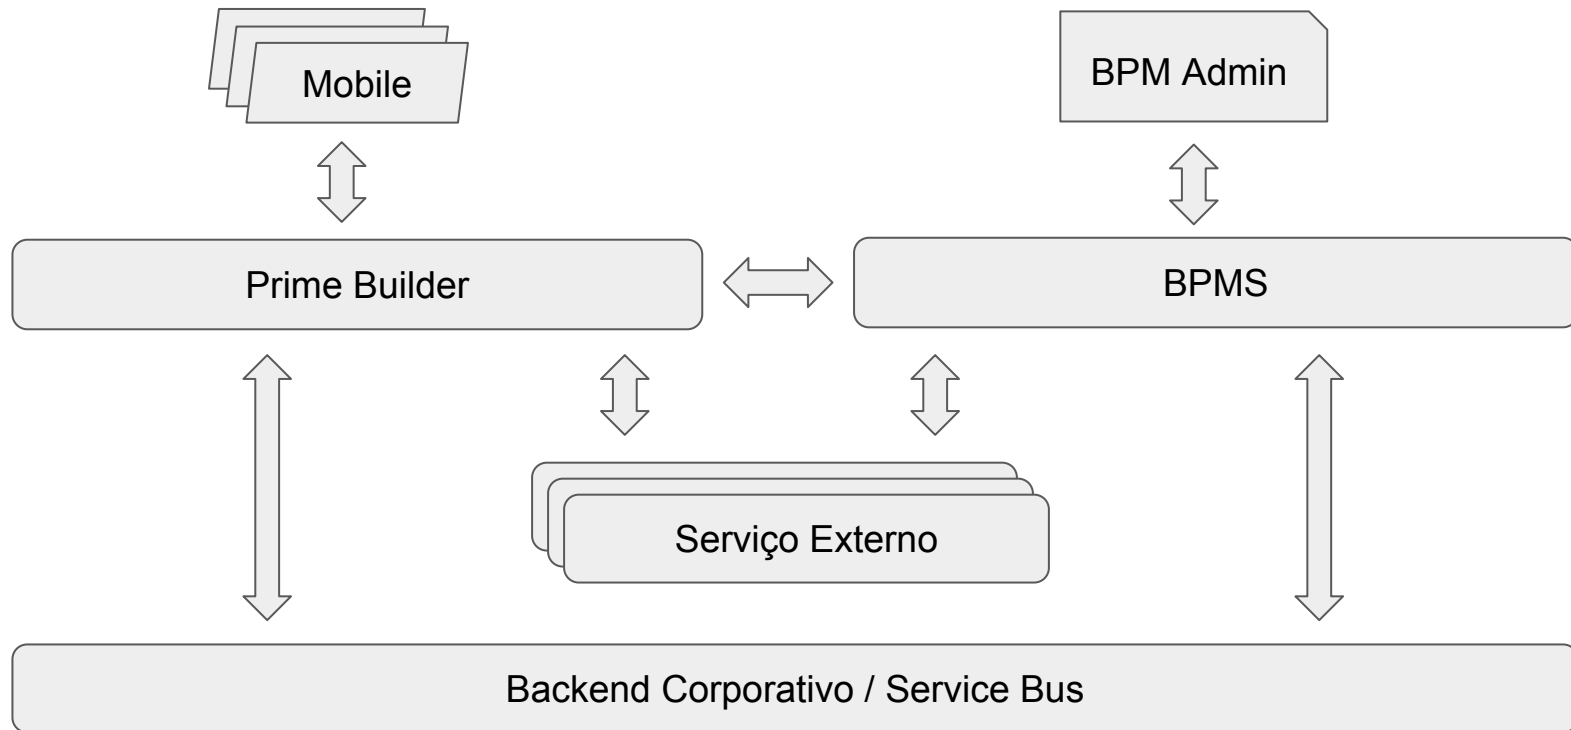 Mobile
BPM Admin
Prime Builder
BPMS
Serviço Externo
Backend Corporativo / Service Bus